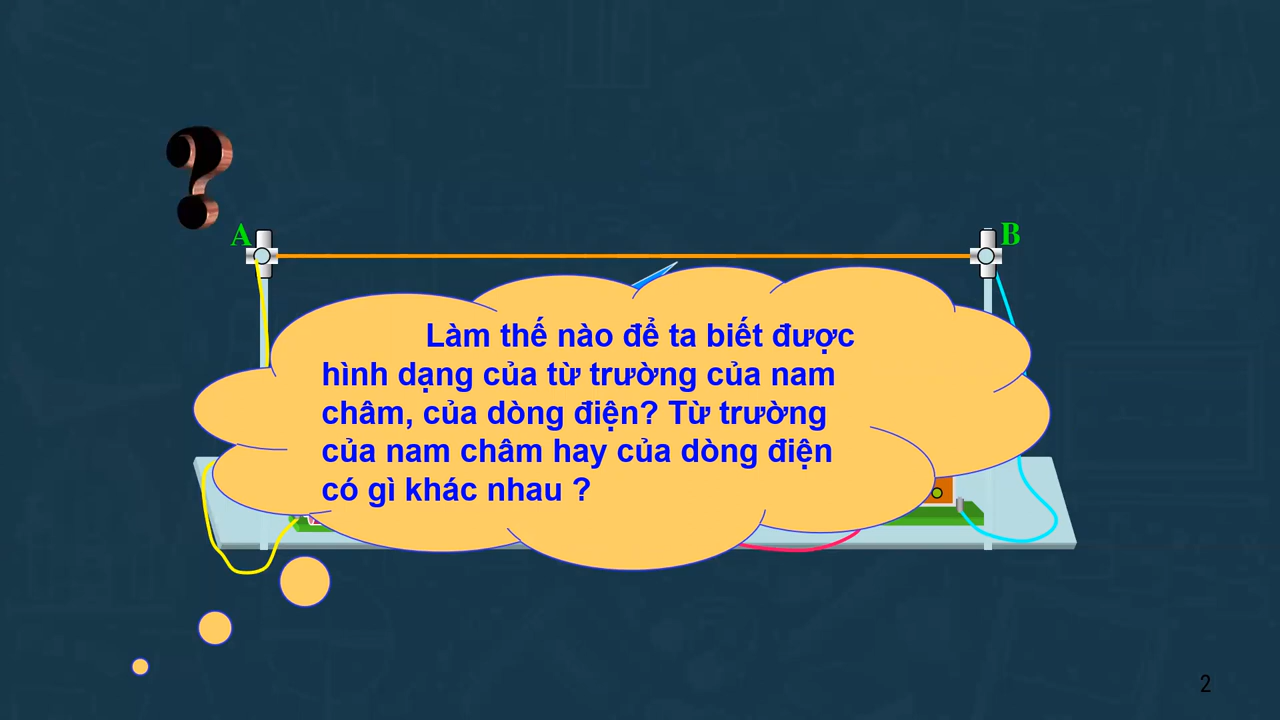 ?
A
B
Làm thế nào để ta biết được
hình dạng của từ trường của nam
châm, của dòng điện? Từ trường
của nam châm hay của dòng điện
có gì khác nhau ?
2